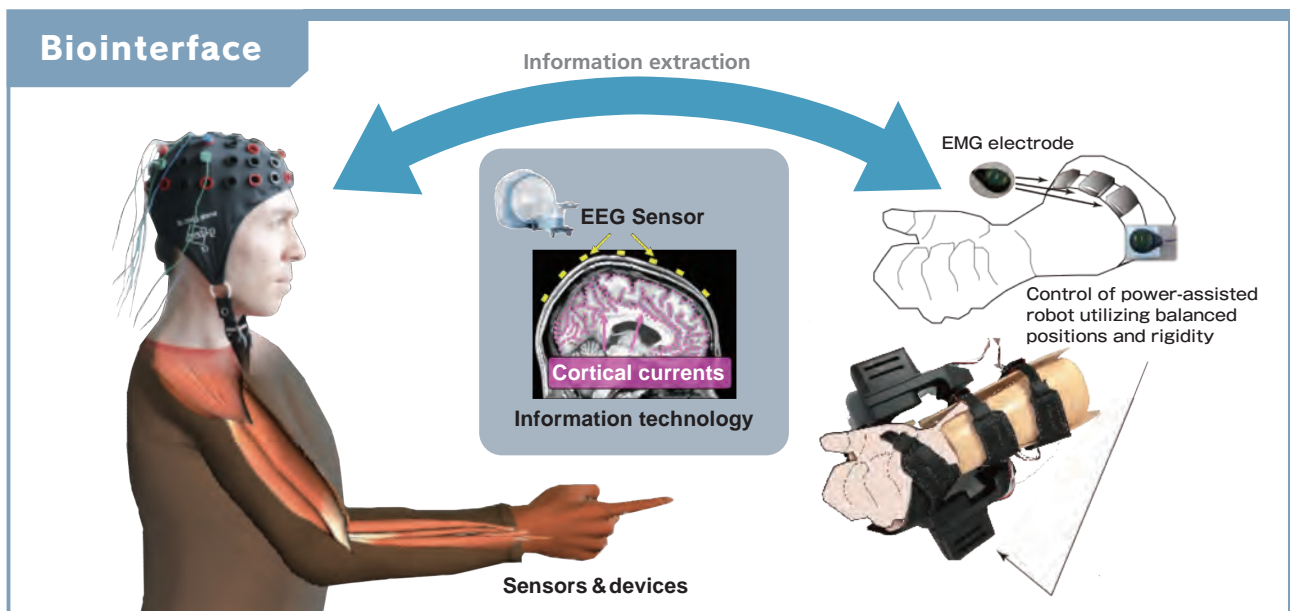 Biointerface
Information extraction
EMG electrode
EEG Sensor
Cortical currents
Information technology
Control of power-assisted
robot utilizing balanced
positions and rigidity
Sensors & devices